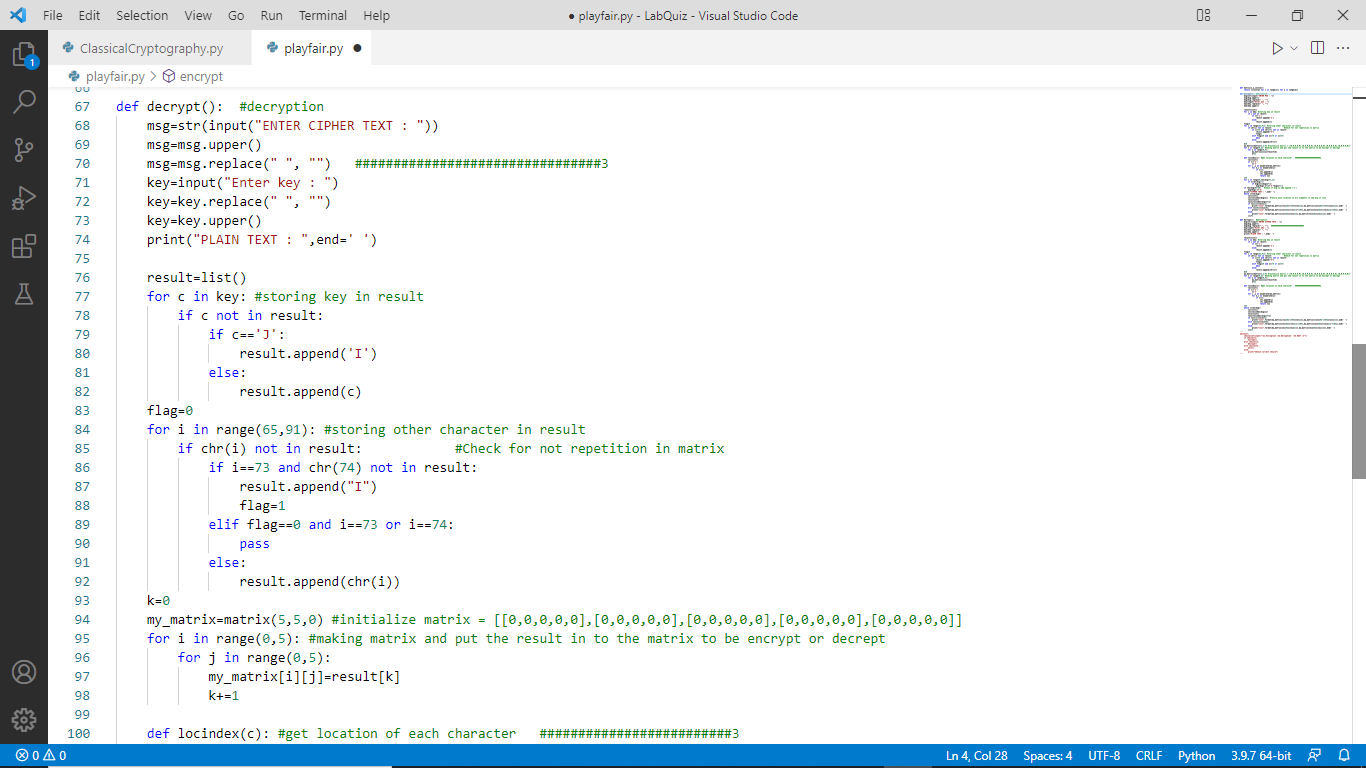 File Edit Selection View Go Run Terminal Help ● playfair.py - LabQuiz - Visual Studio Code
ClassicalCryptography.py playfair.py ●
playfair.py > encrypt
1
66
67 def decrypt():  #decryption
68     msg=str(input("ENTER CIPHER TEXT : "))
69     msg=msg.upper()
70     msg=msg.replace(" ", "")   ################################3
71     key=input("Enter key : ")
72     key=key.replace(" ", "")
73     key=key.upper()
74     print("PLAIN TEXT : ",end=' ')
75
76     result=list()
77     for c in key: #storing key in result
78         if c not in result:
79             if c=='J':
80                 result.append('I')
81             else:
82                 result.append(c)
83     flag=0
84     for i in range(65,91): #storing other character in result
85         if chr(i) not in result:            #Check for not repetition in matrix
86             if i==73 and chr(74) not in result:
87                 result.append("I")
88                 flag=1
89             elif flag==0 and i==73 or i==74:
90                 pass
91             else:
92                 result.append(chr(i))
93     k=0
94     my_matrix=matrix(5,5,0) #initialize matrix = [[0,0,0,0,0],[0,0,0,0,0],[0,0,0,0,0],[0,0,0,0,0],[0,0,0,0,0]]
95     for i in range(0,5): #making matrix and put the result in to the matrix to be encrypt or decrept
96         for j in range(0,5):
97             my_matrix[i][j]=result[k]
98             k+=1
99
100     def locindex(c): #get location of each character   #########################3
0 0 Ln 4, Col 28 Spaces: 4 UTF-8 CRLF Python 3.9.7 64-bit